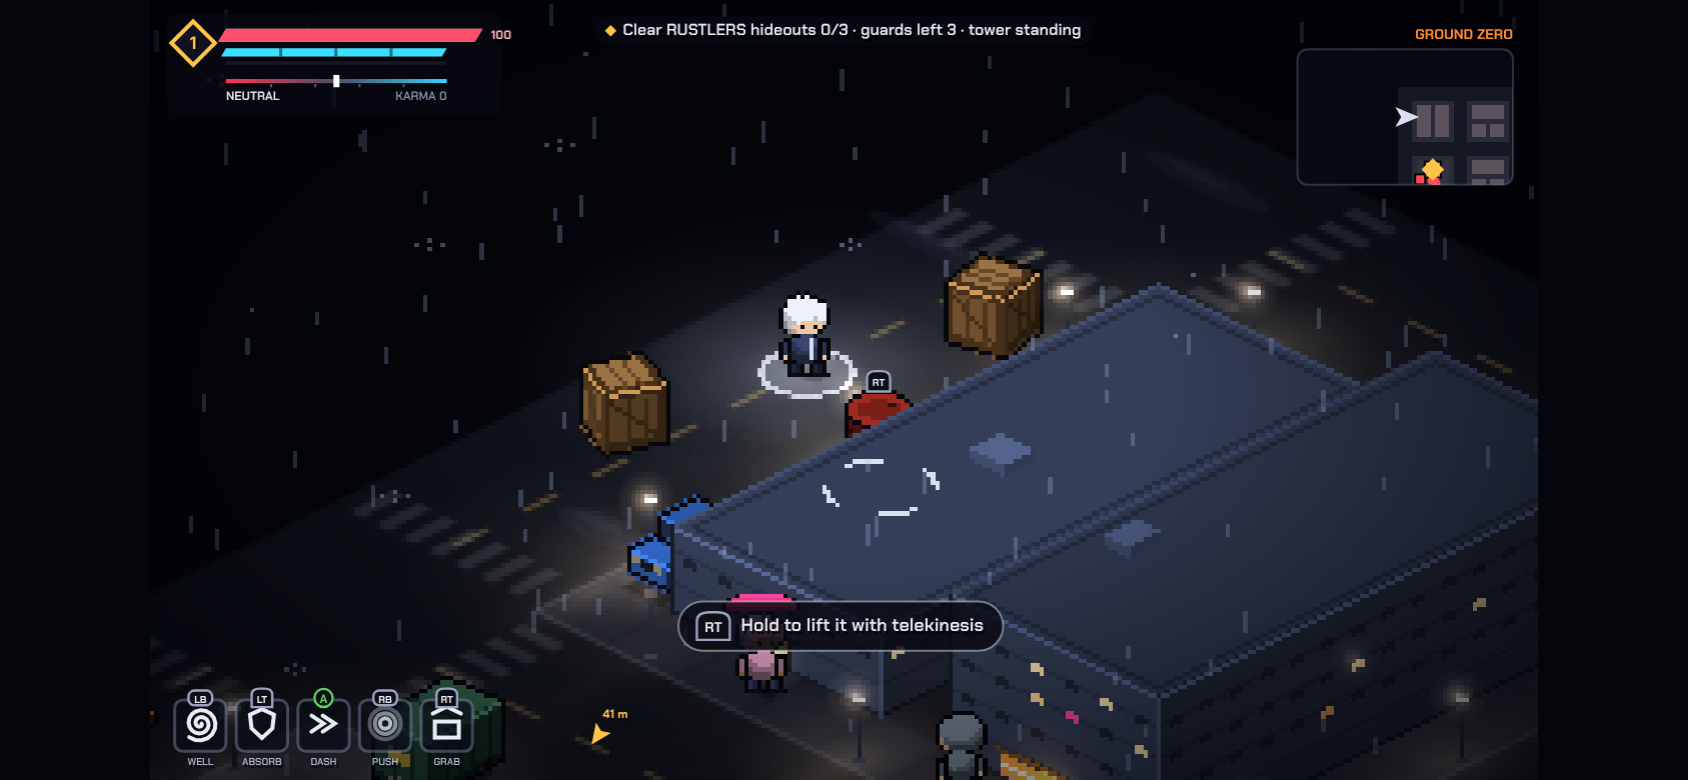 1
100
NEUTRAL
KARMA 0
Clear RUSTLERS hideouts 0/3 · guards left 3 · tower standing
GROUND ZERO
RT
RT Hold to lift it with telekinesis
41 m
LB
LT
A
RB
RT
WELL
ABSORB
DASH
PUSH
GRAB